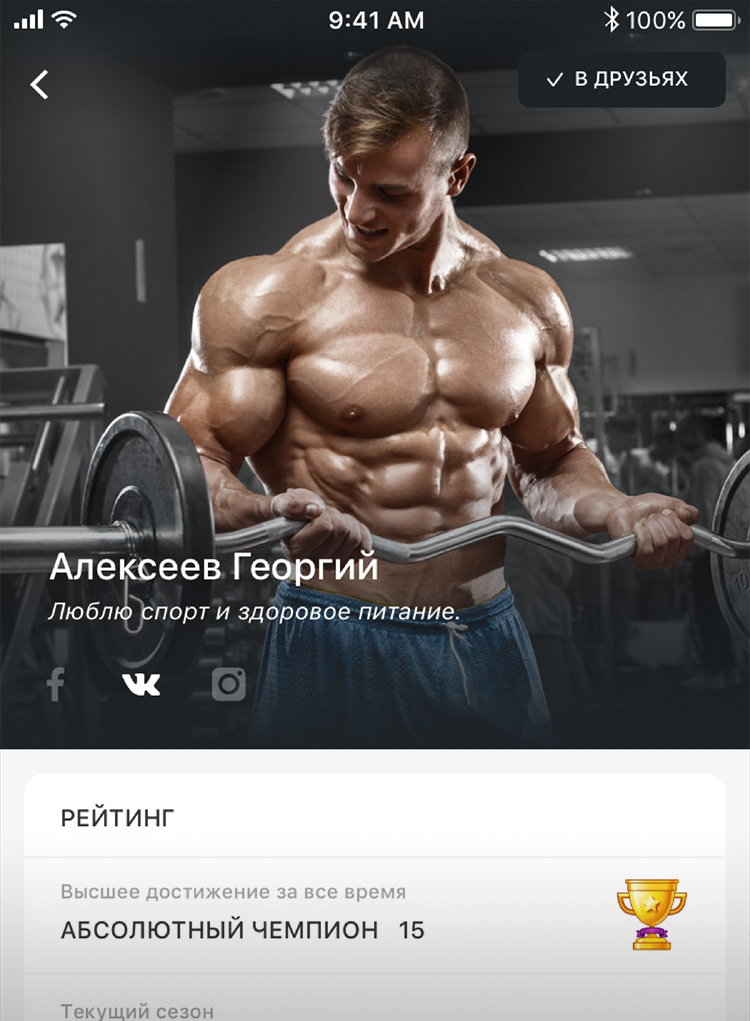 9:41 AM 100%
✓ В ДРУЗЬЯХ
Алексеев Георгий
Люблю спорт и здоровое питание.
РЕЙТИНГ
Высшее достижение за все время
АБСОЛЮТНЫЙ ЧЕМПИОН 15
Текущий сезон